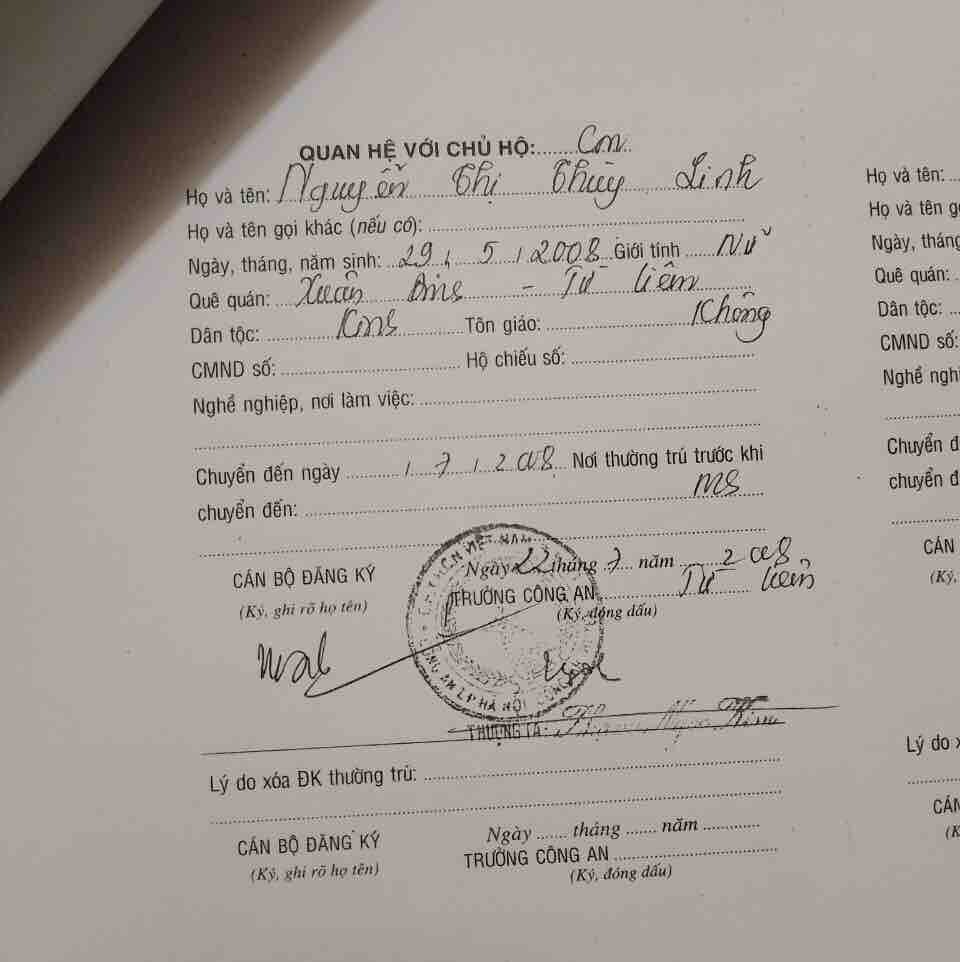 QUAN HỆ VỚI CHỦ HỘ: Con
Họ và tên: Nguyễn Thị Thùy Linh
Họ và tên gọi khác (nếu có):
Ngày, tháng, năm sinh: 29 / 5 / 2008 Giới tính Nữ
Quê quán: Xuân - Từ Liêm
Dân tộc: Kinh Tôn giáo: Không
CMND số: Hộ chiếu số:
Nghề nghiệp, nơi làm việc:
Chuyển đến ngày / 7 / 2008 Nơi thường trú trước khi
chuyển đến: MS
Ngày 22 tháng 7 năm 2008
CÁN BỘ ĐĂNG KÝ TRƯỞNG CÔNG AN Từ Liêm
(Ký, ghi rõ họ tên) (Ký, đóng dấu)
VIỆT NAM
HÀ NỘI
THƯỢNG TÁ:
Lý do xóa ĐK thường trú:
Ngày tháng năm
CÁN BỘ ĐĂNG KÝ TRƯỞNG CÔNG AN
(Ký, ghi rõ họ tên) (Ký, đóng dấu)
Họ và tên:
Họ và tên gọ
Ngày, tháng
Quê quán:
Dân tộc:
CMND số:
Nghề nghi
Chuyển đ
chuyển đ
CÁN
(Ký,
Lý do x
CÁN
(K